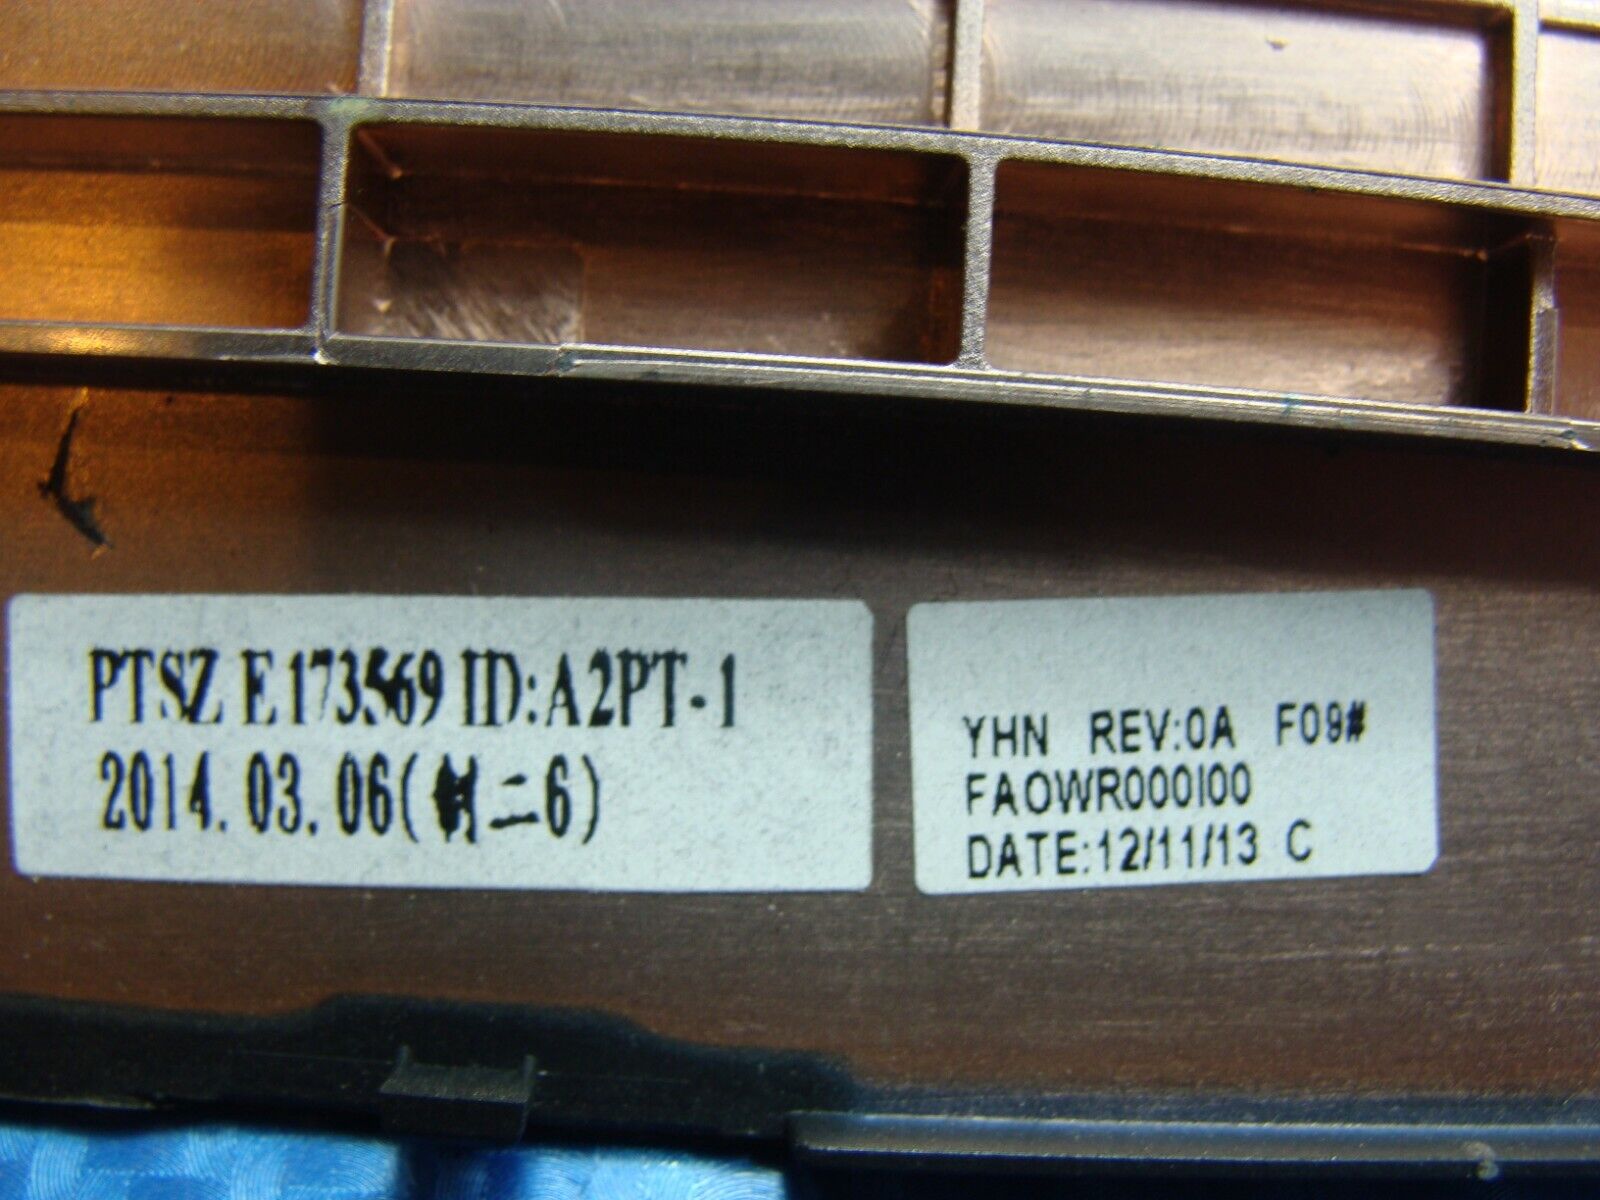 PTSZ E173569 ID:A2PT-1
2014.03.06( 二6)
YHN REV:0A F09#
FAOWR000I00
DATE:12/11/13 C